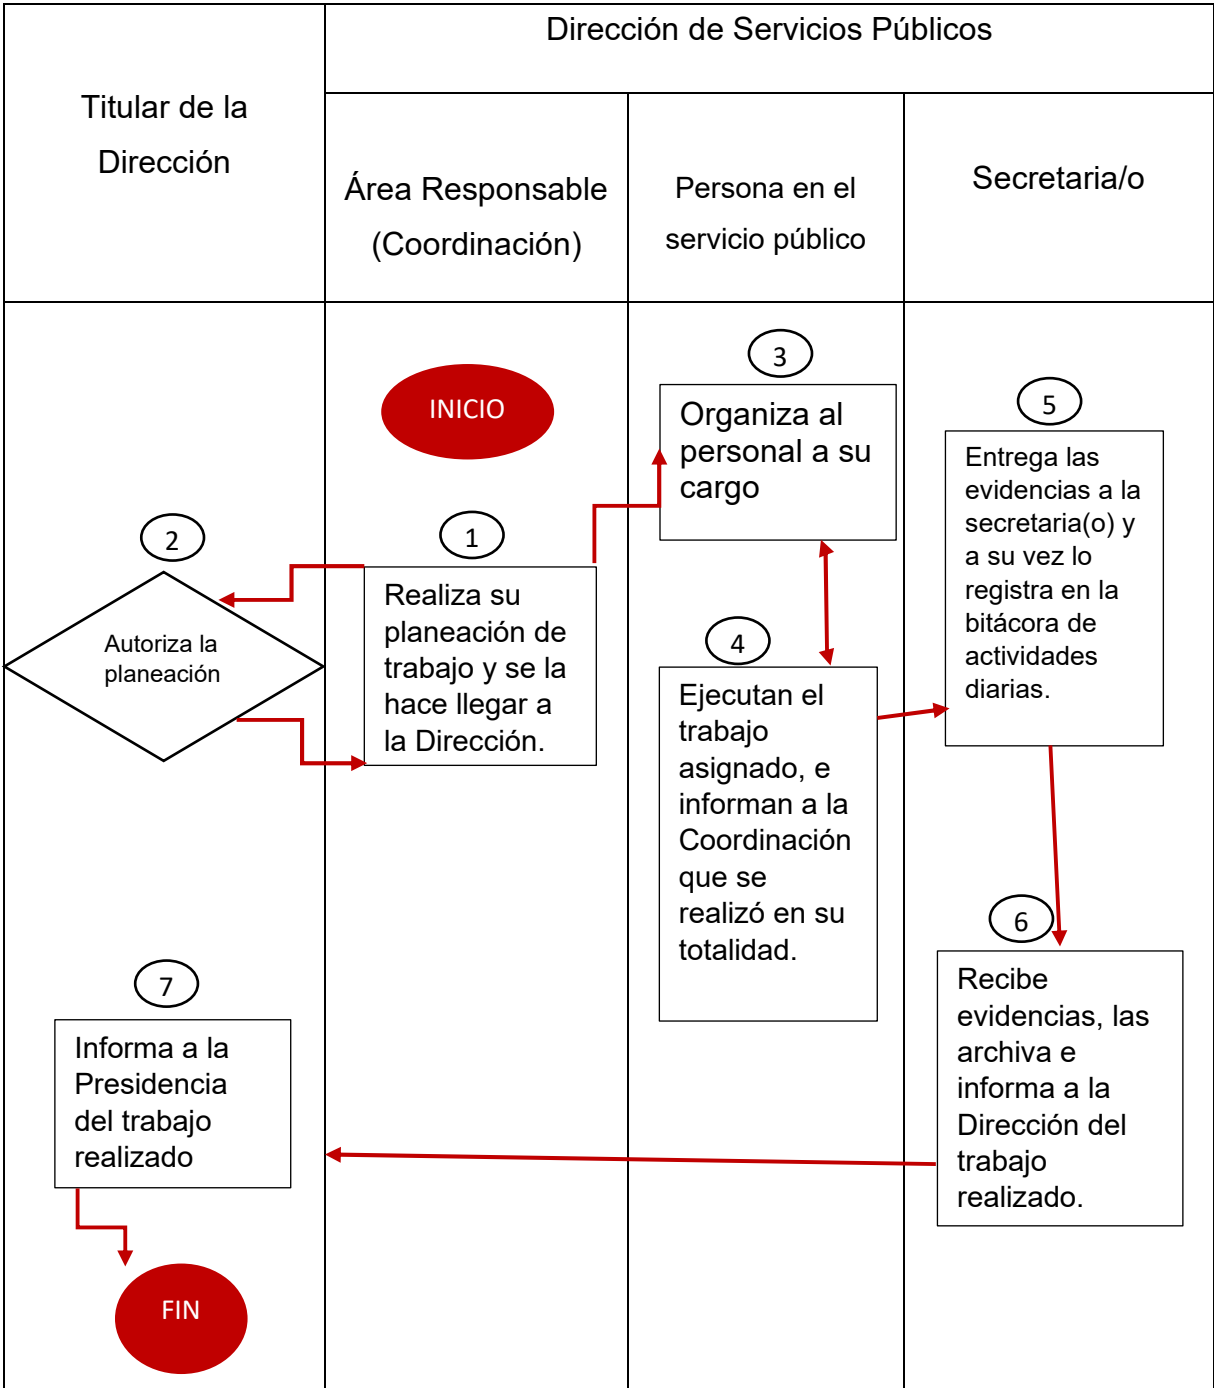 Dirección de Servicios Públicos
Titular de la
Dirección
Área Responsable
(Coordinación)
Persona en el
servicio público
Secretaria/o
INICIO
1
Realiza su
planeación de
trabajo y se la
hace llegar a
la Dirección.
2
Autoriza la
planeación
3
Organiza al
personal a su
cargo
4
Ejecutan el
trabajo
asignado, e
informan a la
Coordinación
que se
realizó en su
totalidad.
5
Entrega las
evidencias a la
secretaria(o) y
a su vez lo
registra en la
bitácora de
actividades
diarias.
6
Recibe
evidencias, las
archiva e
informa a la
Dirección del
trabajo
realizado.
7
Informa a la
Presidencia
del trabajo
realizado
FIN